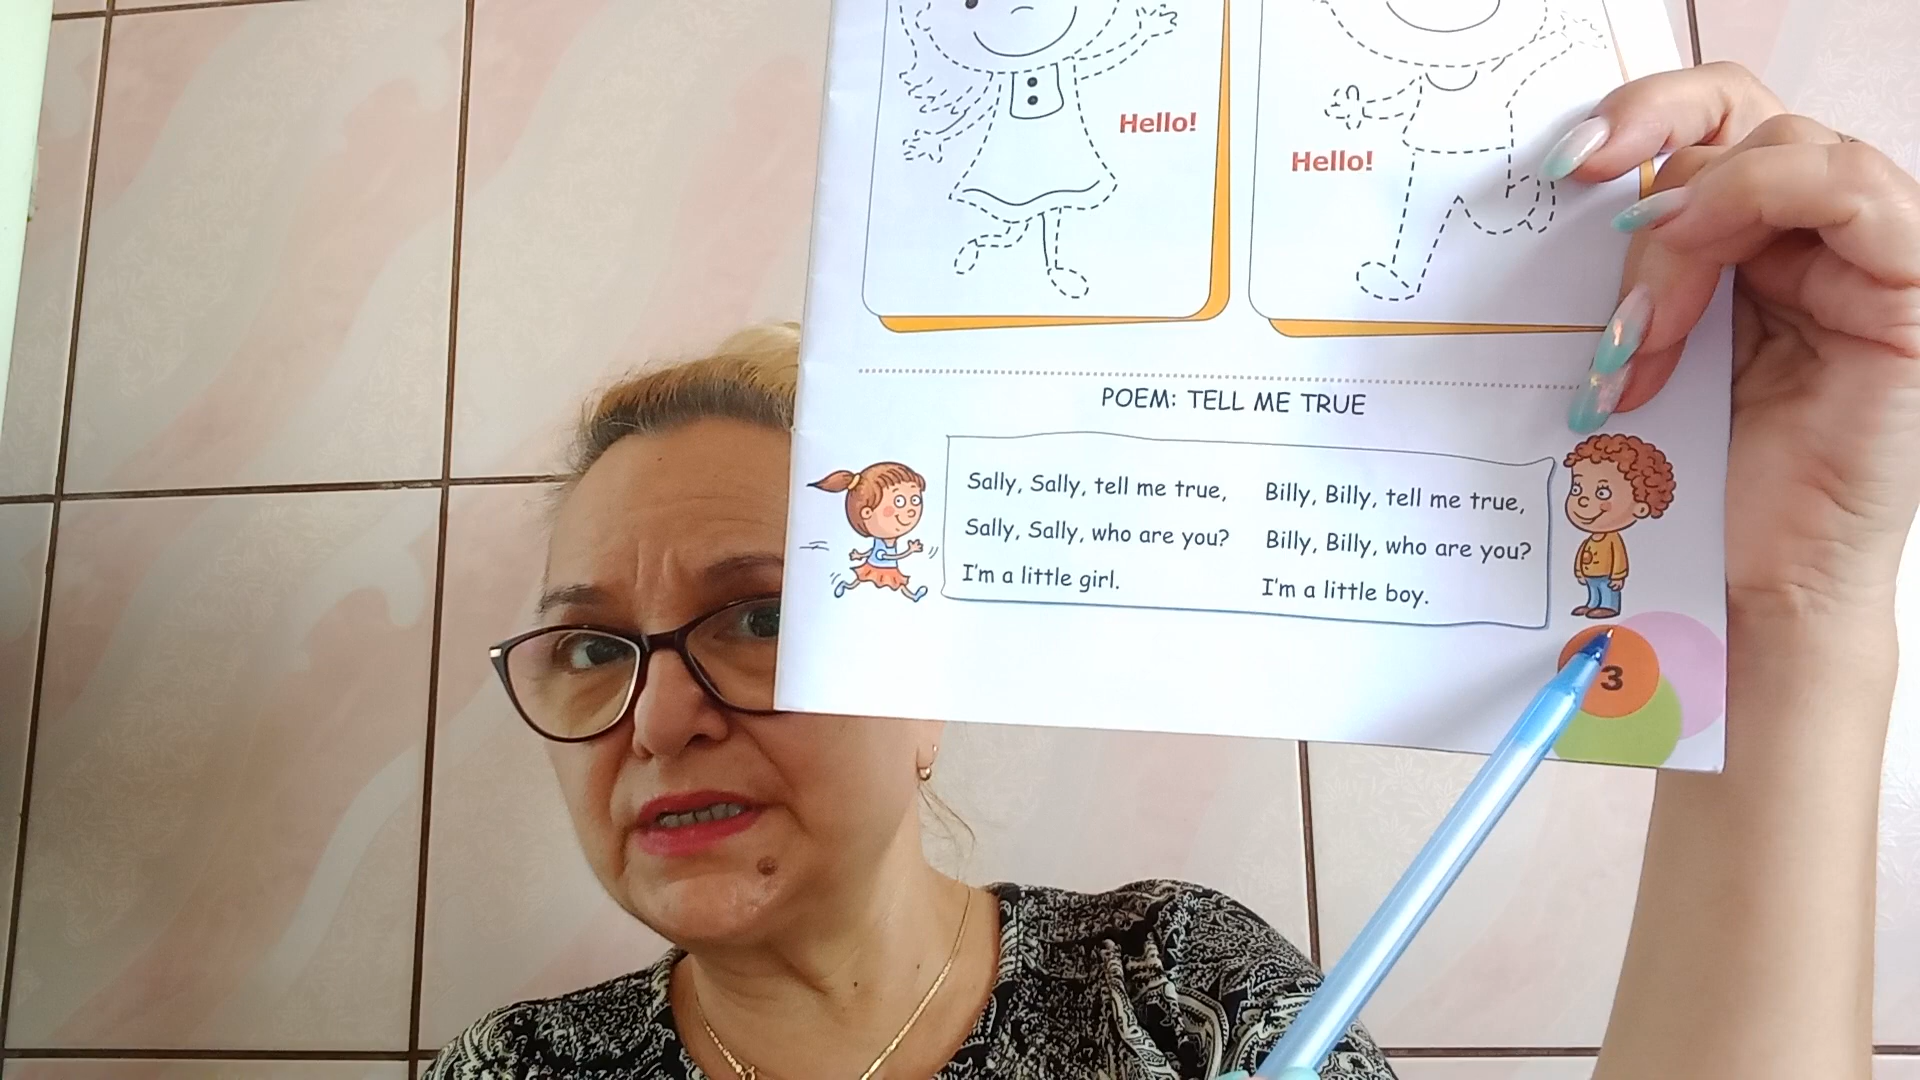 Hello!
Hello!
POEM: TELL ME TRUE
Sally, Sally, tell me true,
Sally, Sally, who are you?
I'm a little girl.
Billy, Billy, tell me true,
Billy, Billy, who are you?
I'm a little boy.
3